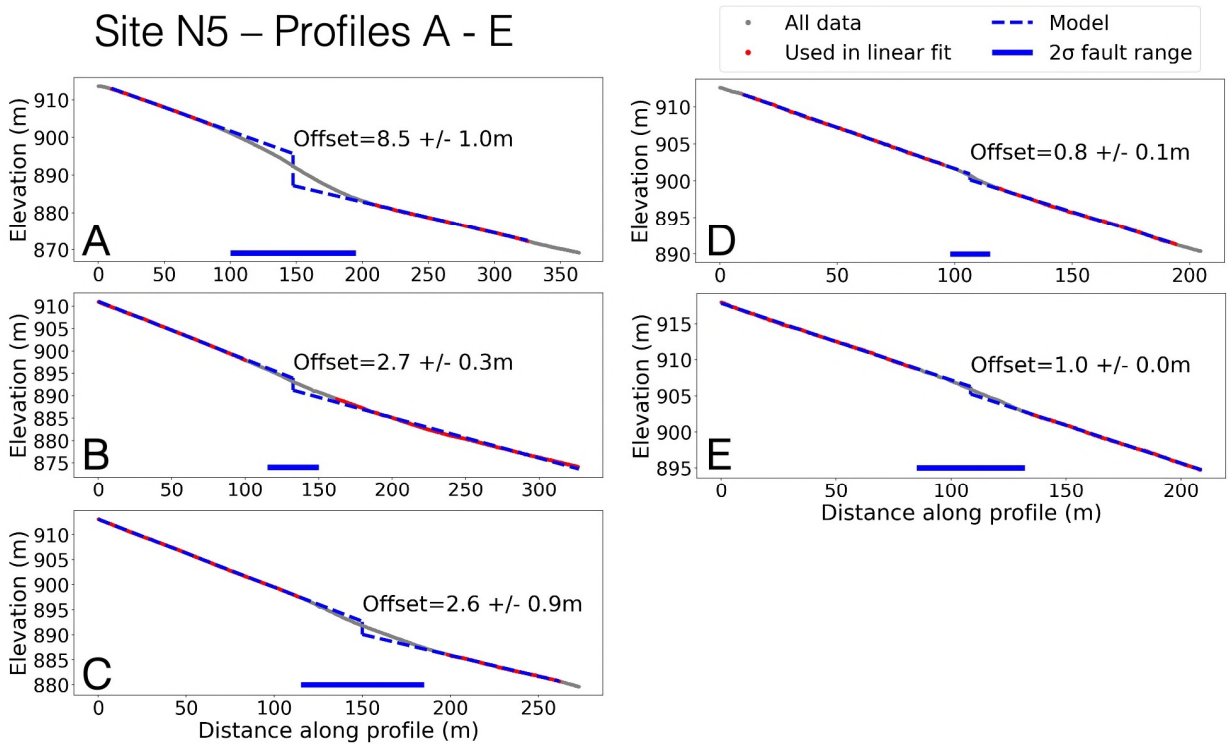 Site N5 – Profiles A - E
All data
Used in linear fit
Model
2σ fault range
Elevation (m)
910
900
890
880
870
Offset=8.5 +/- 1.0m
A
0 50 100 150 200 250 300 350
Elevation (m)
910
905
900
895
890
885
880
875
Offset=2.7 +/- 0.3m
B
0 50 100 150 200 250 300
Elevation (m)
910
905
900
895
890
885
880
Offset=2.6 +/- 0.9m
C
0 50 100 150 200 250
Distance along profile (m)
Elevation (m)
910
905
900
895
890
Offset=0.8 +/- 0.1m
D
0 50 100 150 200
Elevation (m)
915
910
905
900
895
Offset=1.0 +/- 0.0m
E
0 50 100 150 200
Distance along profile (m)